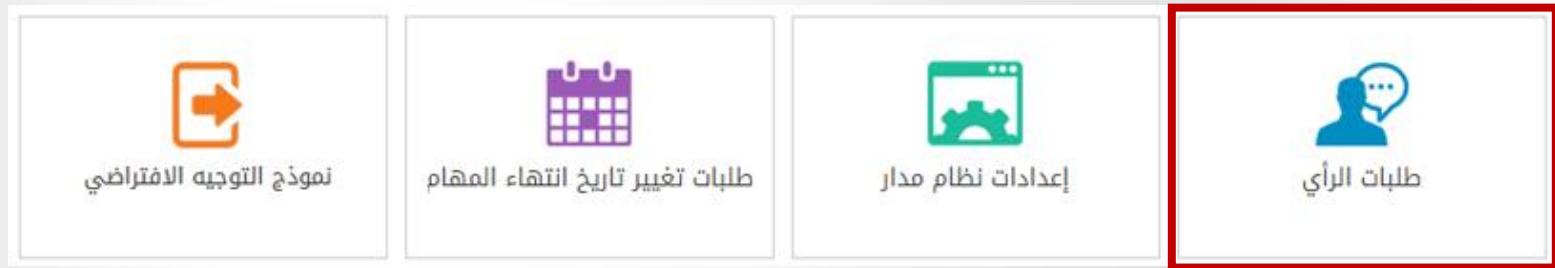 طلبات الرأي
إعدادات نظام مدار
طلبات تغيير تاريخ انتهاء المهام
نموذج التوجيه الافتراضي